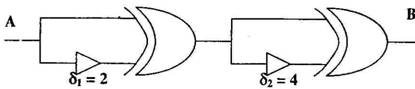 A
B
δ₁ = 2
δ₂ = 4